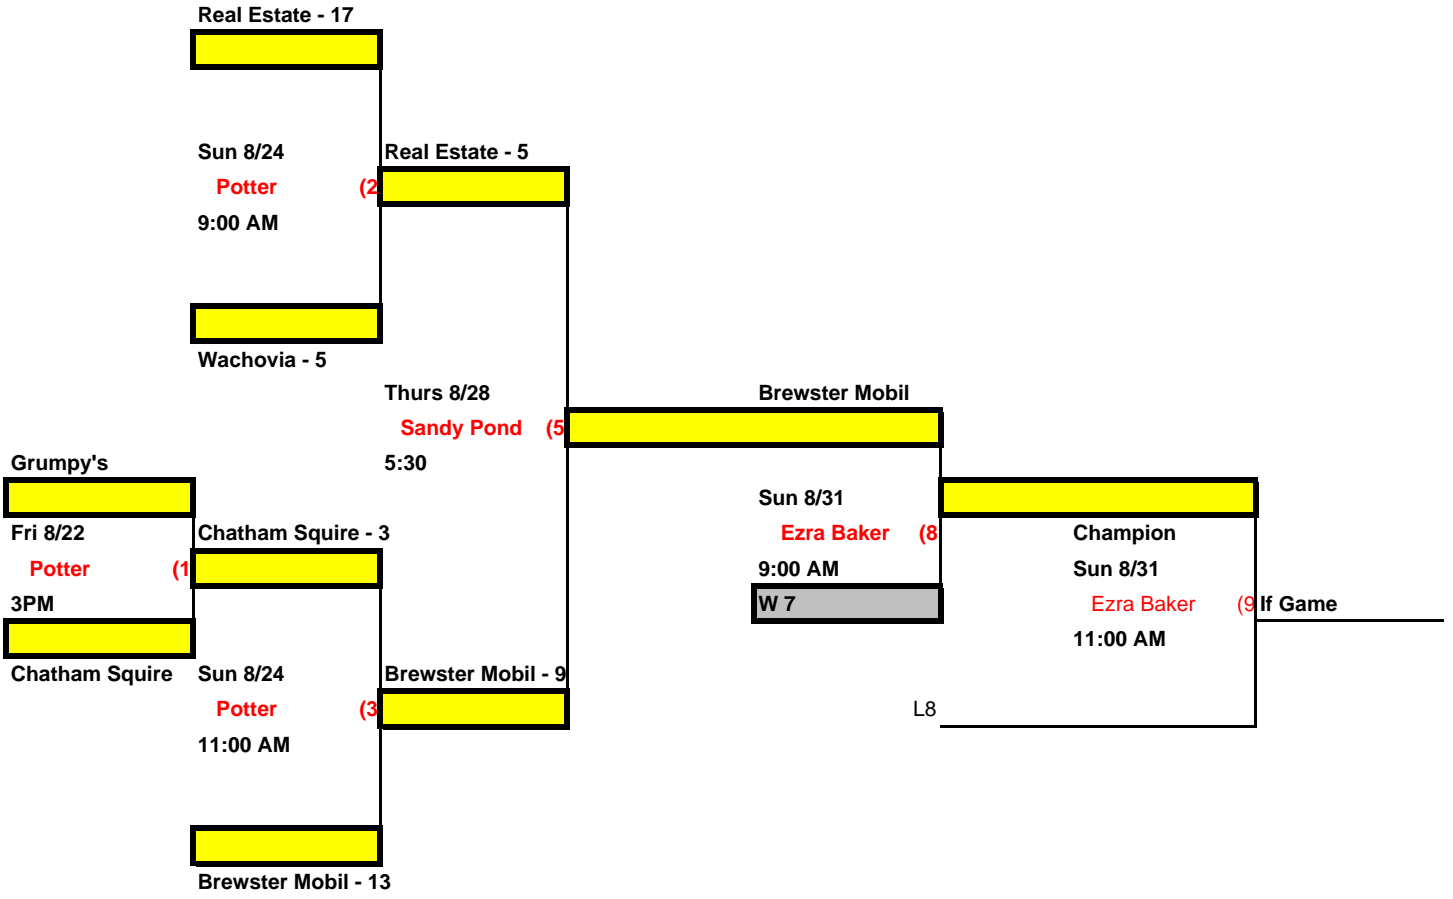 Real Estate - 17
Sun 8/24
Real Estate - 5
Potter (2
9:00 AM
Wachovia - 5
Thurs 8/28
Brewster Mobil
Sandy Pond (5
Grumpy's
5:30
Sun 8/31
Fri 8/22
Chatham Squire - 3
Ezra Baker (8
Champion
Potter (1
9:00 AM
Sun 8/31
3PM
W 7
Ezra Baker (9
If Game
11:00 AM
Chatham Squire
Sun 8/24
Brewster Mobil - 9
Potter (3
L8
11:00 AM
Brewster Mobil - 13